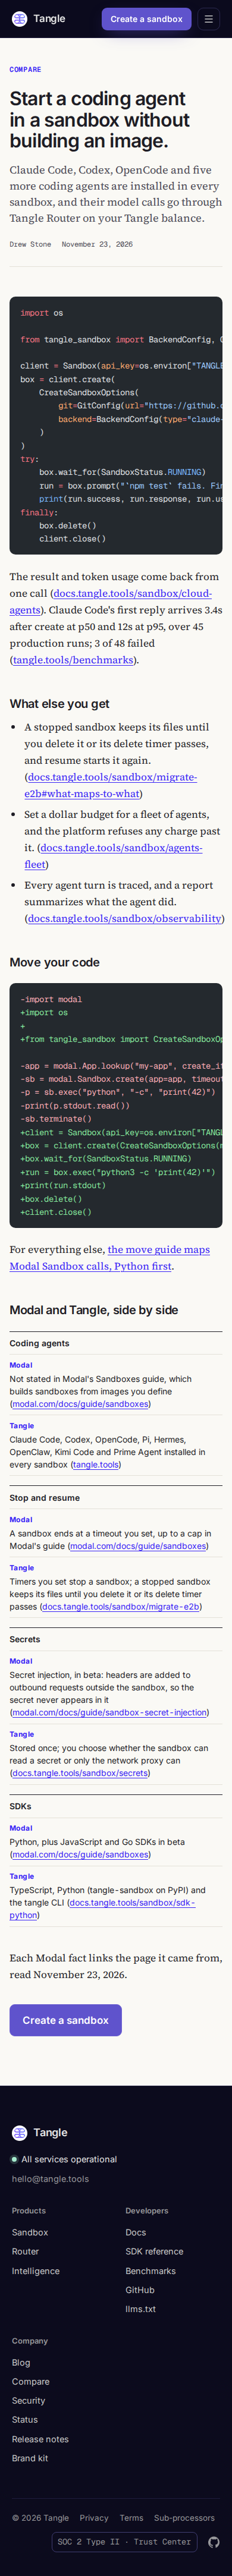 Tangle
Create a sandbox
COMPARE
Start a coding agent
in a sandbox without
building an image.
Claude Code, Codex, OpenCode and five
more coding agents are installed in every
sandbox, and their model calls go through
Tangle Router on your Tangle balance.
Drew Stone November 23, 2026
import os
from tangle_sandbox import BackendConfig,
client = Sandbox(api_key=os.environ["TANGLE
box = client.create(
CreateSandboxOptions(
git=GitConfig(url="https://github.c
backend=BackendConfig(type="claude-
)
)
try:
box.wait_for(SandboxStatus.RUNNING)
run = box.prompt("`npm test` fails. Fin
print(run.success, run.response, run.us
finally:
box.delete()
client.close()
The result and token usage come back from
one call (docs.tangle.tools/sandbox/cloud-
agents). Claude Code's first reply arrives 3.4s
after create at p50 and 12s at p95, over 45
production runs; 3 of 48 failed
(tangle.tools/benchmarks).
What else you get
• A stopped sandbox keeps its files until
you delete it or its delete timer passes,
and resume starts it again.
(docs.tangle.tools/sandbox/migrate-
e2b#what-maps-to-what)
• Set a dollar budget for a fleet of agents,
and the platform refuses any charge past
it. (docs.tangle.tools/sandbox/agents-
fleet)
• Every agent turn is traced, and a report
summarizes what the agent did.
(docs.tangle.tools/sandbox/observability)
Move your code
-import modal
+import os
+
+from tangle_sandbox import CreateSandboxOp
-app = modal.App.lookup("my-app", create_it
-sb = modal.Sandbox.create(app=app, timeout
-p = sb.exec("python", "-c", "print(42)")
-print(p.stdout.read())
-sb.terminate()
+client = Sandbox(api_key=os.environ["TANGL
+box = client.create(CreateSandboxOptions(n
+box.wait_for(SandboxStatus.RUNNING)
+run = box.exec("python3 -c 'print(42)'")
+print(run.stdout)
+box.delete()
+client.close()
For everything else, the move guide maps
Modal Sandbox calls, Python first.
Modal and Tangle, side by side
Coding agents
Modal
Not stated in Modal's Sandboxes guide, which
builds sandboxes from images you define
(modal.com/docs/guide/sandboxes)
Tangle
Claude Code, Codex, OpenCode, Pi, Hermes,
OpenClaw, Kimi Code and Prime Agent installed in
every sandbox (tangle.tools)
Stop and resume
Modal
A sandbox ends at a timeout you set, up to a cap in
Modal's guide (modal.com/docs/guide/sandboxes)
Tangle
Timers you set stop a sandbox; a stopped sandbox
keeps its files until you delete it or its delete timer
passes (docs.tangle.tools/sandbox/migrate-e2b)
Secrets
Modal
Secret injection, in beta: headers are added to
outbound requests outside the sandbox, so the
secret never appears in it
(modal.com/docs/guide/sandbox-secret-injection)
Tangle
Stored once; you choose whether the sandbox can
read a secret or only the network proxy can
(docs.tangle.tools/sandbox/secrets)
SDKs
Modal
Python, plus JavaScript and Go SDKs in beta
(modal.com/docs/guide/sandboxes)
Tangle
TypeScript, Python (tangle-sandbox on PyPI) and
the tangle CLI (docs.tangle.tools/sandbox/sdk-
python)
Each Modal fact links the page it came from,
read November 23, 2026.
Create a sandbox
Tangle
All services operational
hello@tangle.tools
Products
Sandbox
Router
Intelligence
Developers
Docs
SDK reference
Benchmarks
GitHub
llms.txt
Company
Blog
Compare
Security
Status
Release notes
Brand kit
© 2026 Tangle Privacy Terms Sub-processors
SOC 2 Type II · Trust Center